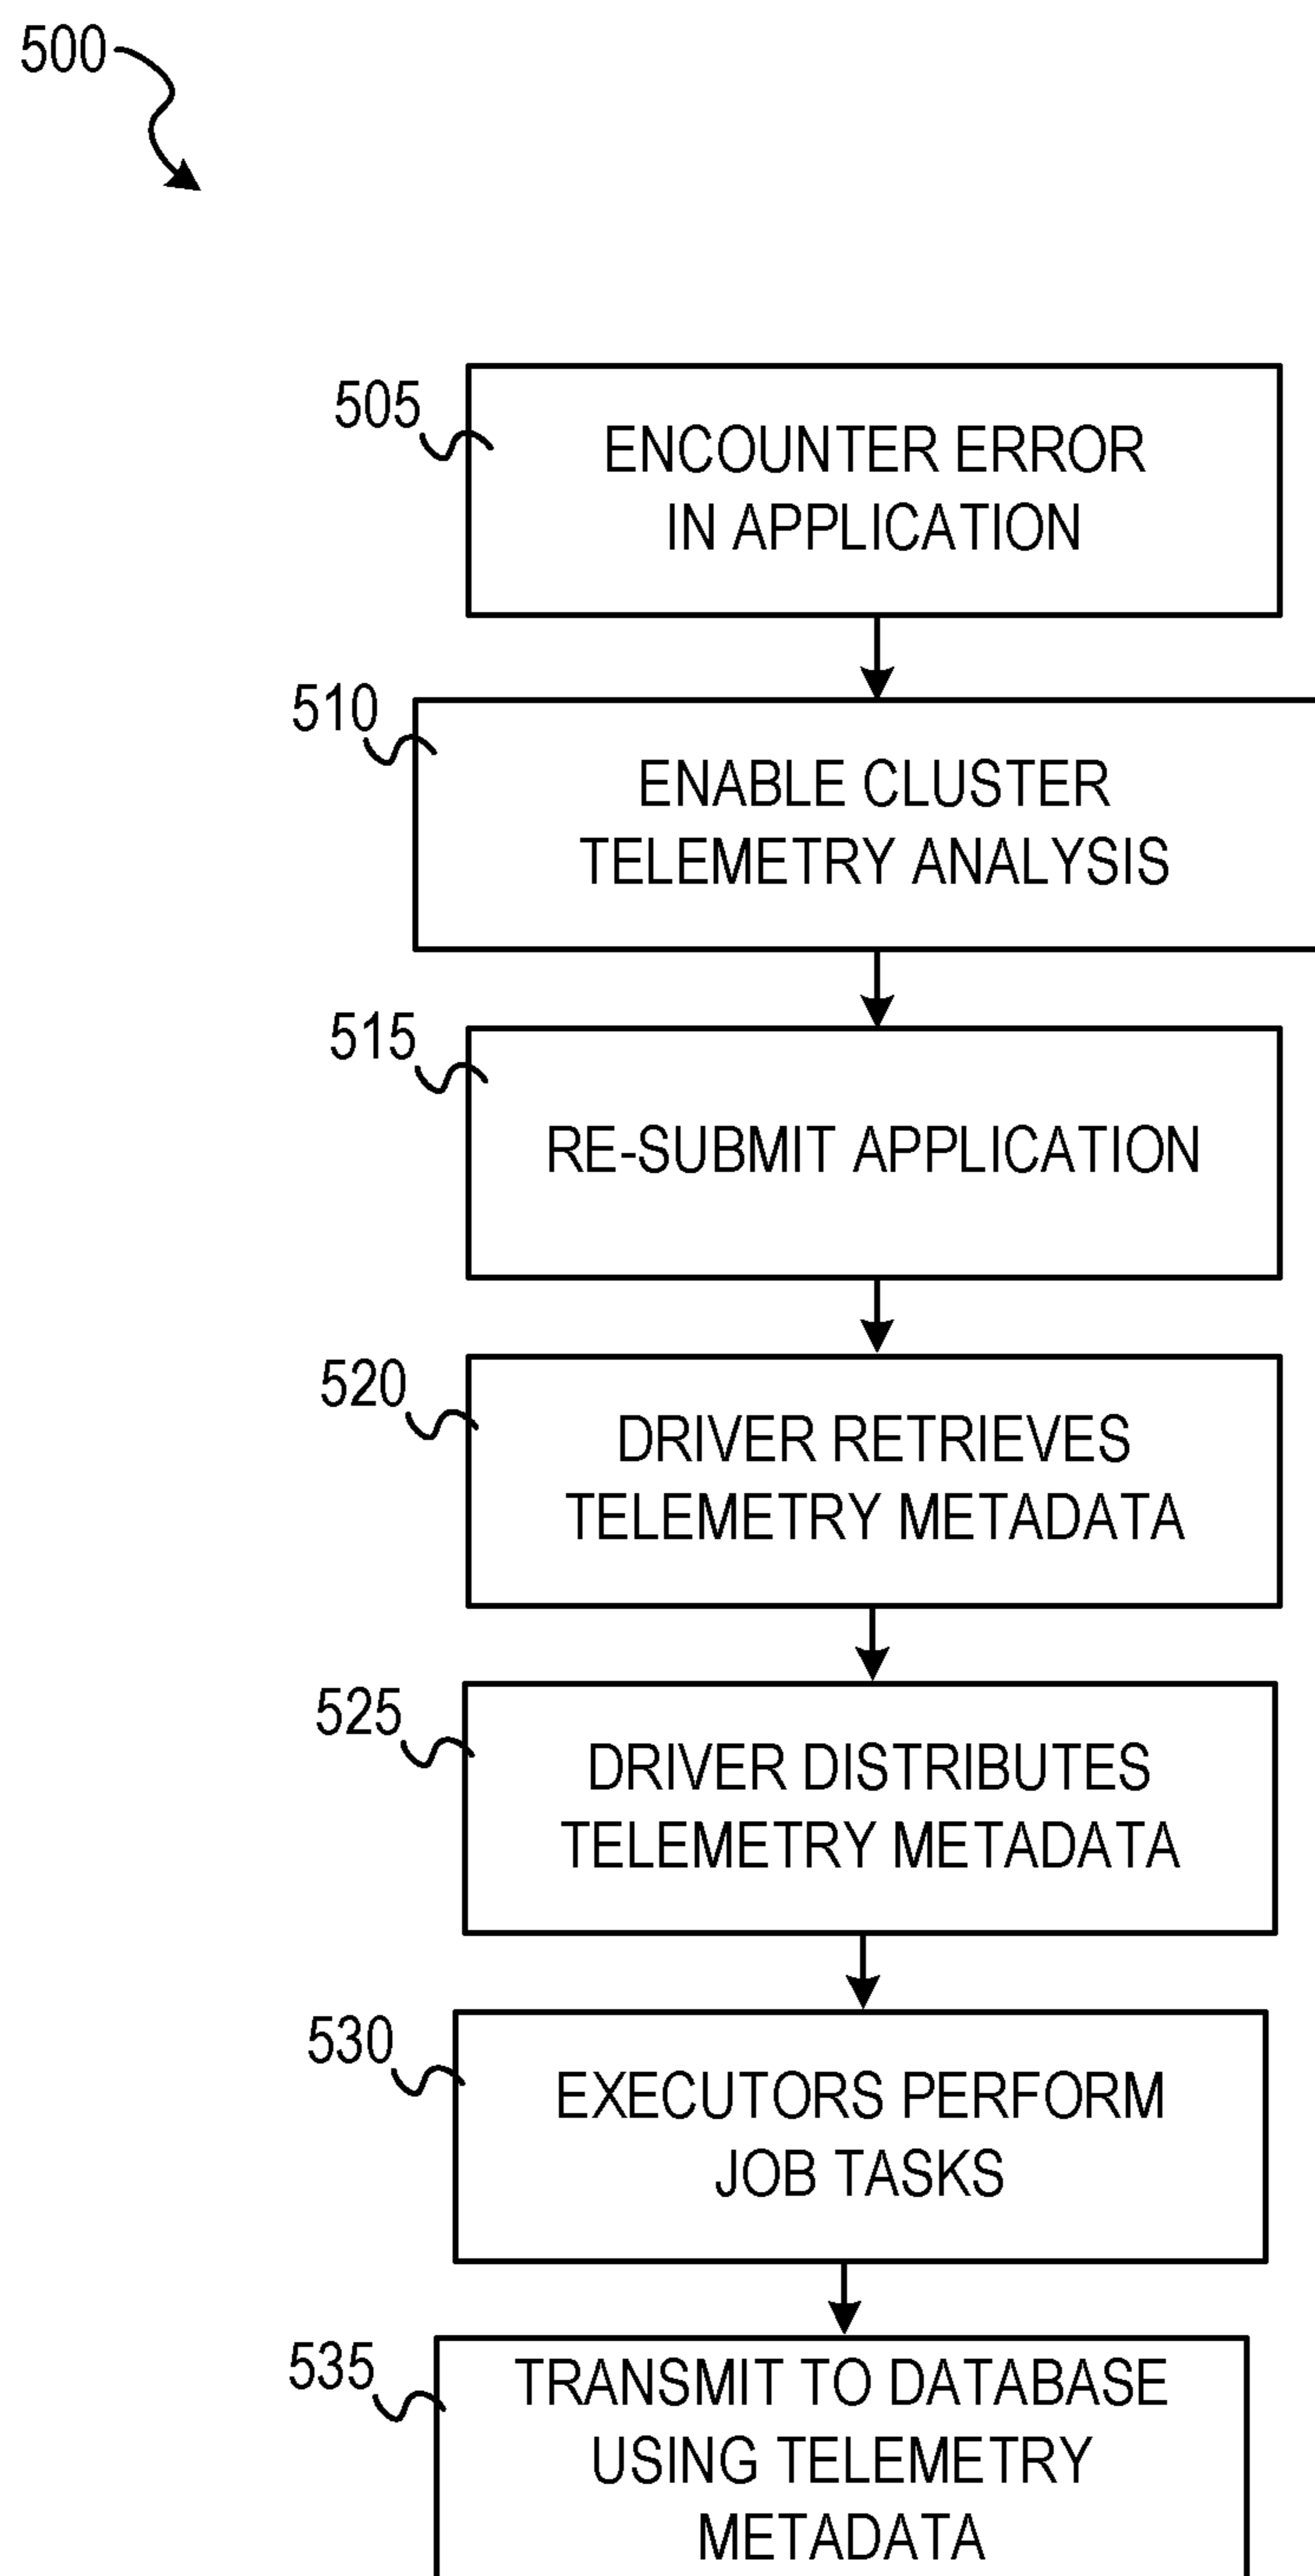 500
505
ENCOUNTER ERROR
IN APPLICATION
510
ENABLE CLUSTER
TELEMETRY ANALYSIS
515
RE-SUBMIT APPLICATION
520
DRIVER RETRIEVES
TELEMETRY METADATA
525
DRIVER DISTRIBUTES
TELEMETRY METADATA
530
EXECUTORS PERFORM
JOB TASKS
535
TRANSMIT TO DATABASE
USING TELEMETRY
METADATA